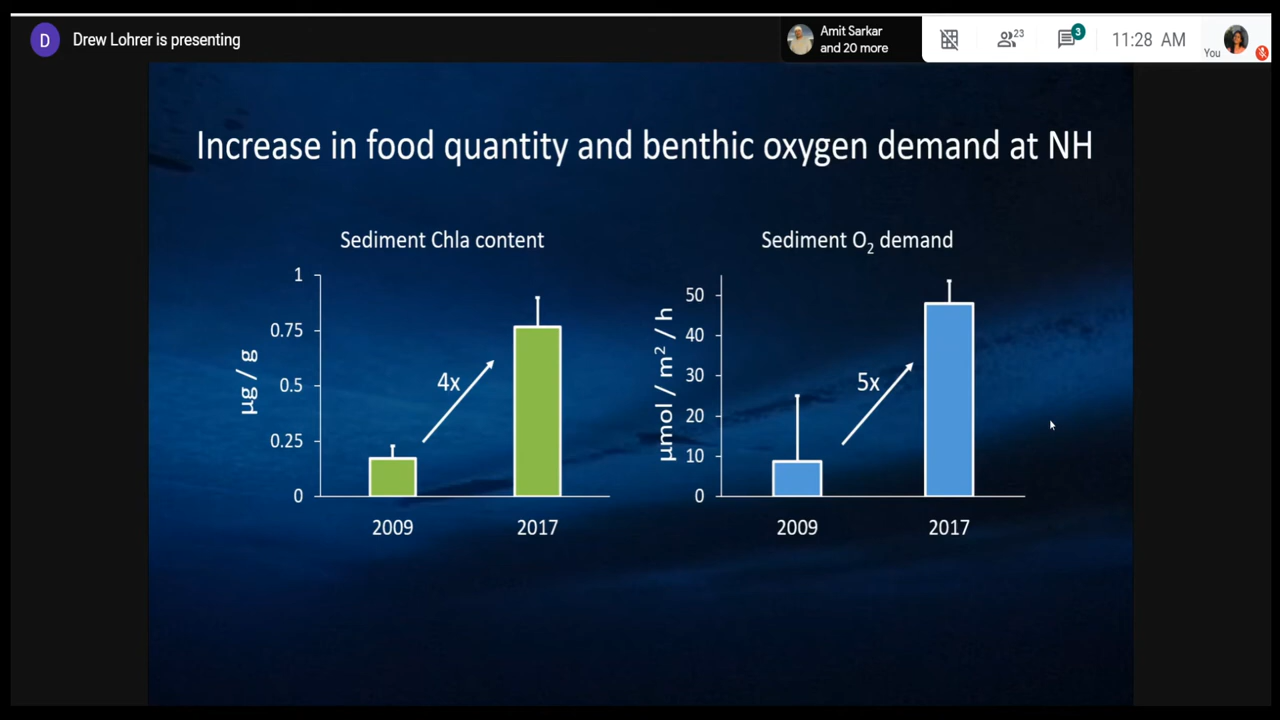 D
Drew Lohrer is presenting
Amit Sarkar
and 20 more
23
3
11:28 AM
You
Increase in food quantity and benthic oxygen demand at NH
Sediment Chla content
µg / g
1
0.75
0.5
0.25
0
4x
2009
2017
Sediment O₂ demand
µmol / m² / h
50
40
30
20
10
0
5x
2009
2017